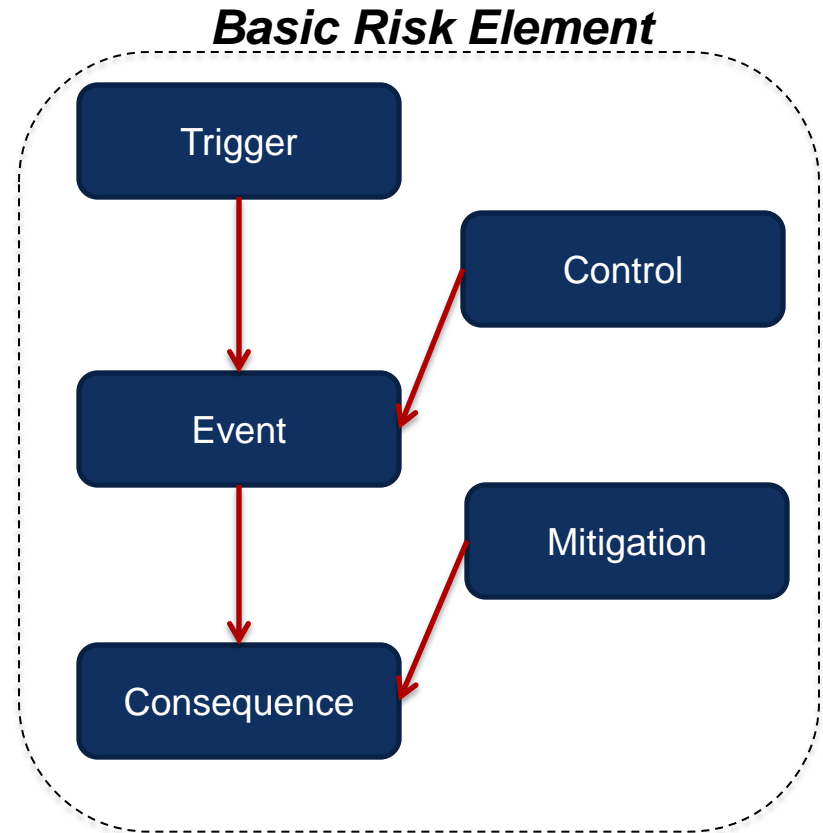 Basic Risk Element
Trigger
Control
Event
Mitigation
Consequence